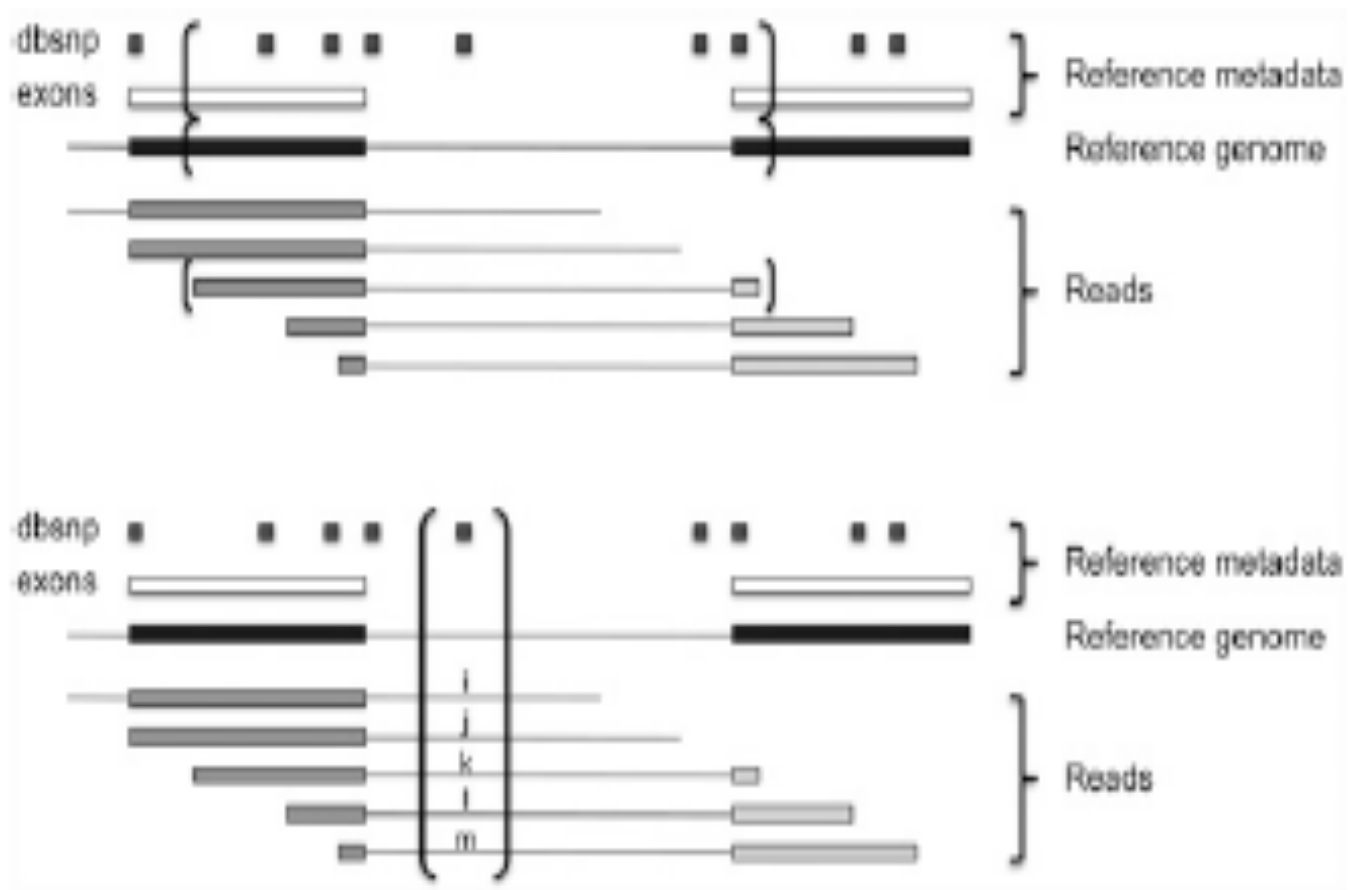 dbsnp
exons
Reference metadata
Reference genome
Reads
dbsnp
exons
Reference metadata
Reference genome
i
j
k
l
m
Reads